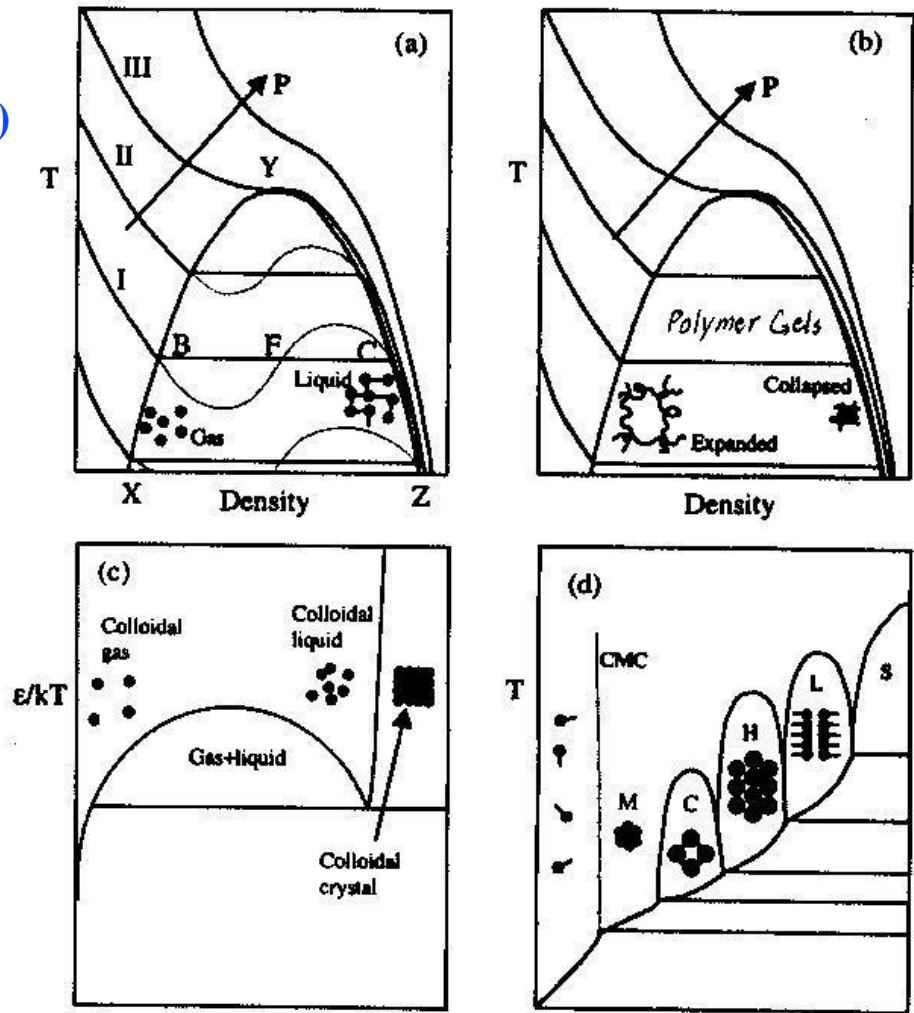 )
(a)
III
P
II
Y
T
I
B
F
C
Liquid
Gas
X
Density
Z
(b)
P
T
Polymer Gels
Collapsed
Expanded
Density
(c)
Colloidal
gas
Colloidal
liquid
ε/kT
Gas+liquid
Colloidal
crystal
(d)
CMC
T
S
L
H
M
C